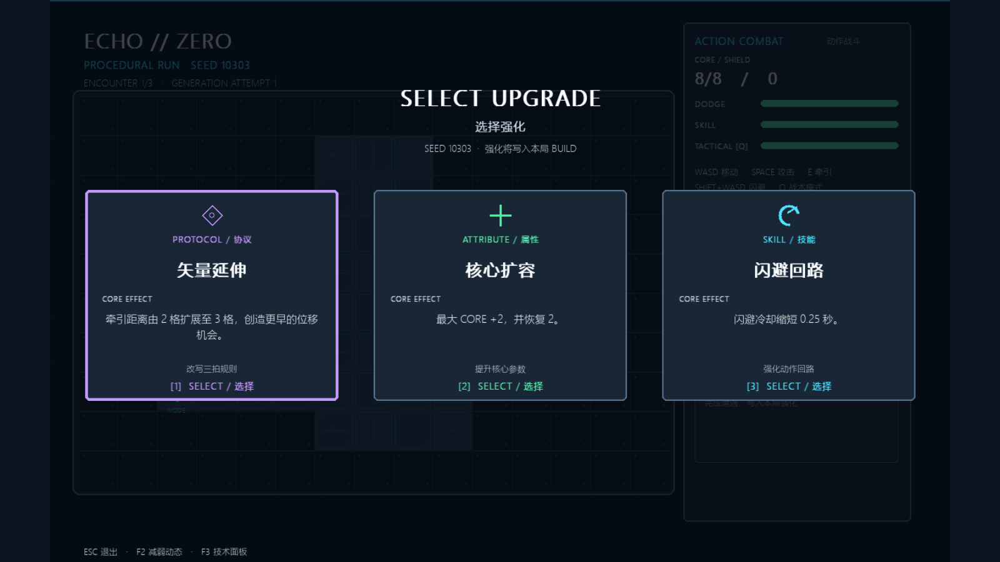 ECHO // ZERO
PROCEDURAL RUN SEED 10303
ENCOUNTER 1/3 · GENERATION ATTEMPT 1
ACTION COMBAT 动作战斗
CORE / SHIELD
8/8 / 0
DODGE
SKILL
TACTICAL [Q]
WASD 移动 · SPACE 攻击 · E 牵引
SHIFT+WASD 闪避 · Q 战术模式
SELECT UPGRADE
选择强化
SEED 10303 · 强化将写入本局 BUILD
PROTOCOL / 协议
矢量延伸
CORE EFFECT
牵引距离由 2 格扩展至 3 格，创造更早的位移
机会。
改写三拍规则
[1] SELECT / 选择
ATTRIBUTE / 属性
核心扩容
CORE EFFECT
最大 CORE +2，并恢复 2。
提升核心参数
[2] SELECT / 选择
SKILL / 技能
闪避回路
CORE EFFECT
闪避冷却缩短 0.25 秒。
强化动作回路
[3] SELECT / 选择
NODE
完成遭遇，写入本局强化
ESC 退出 · F2 减弱动态 · F3 技术面板